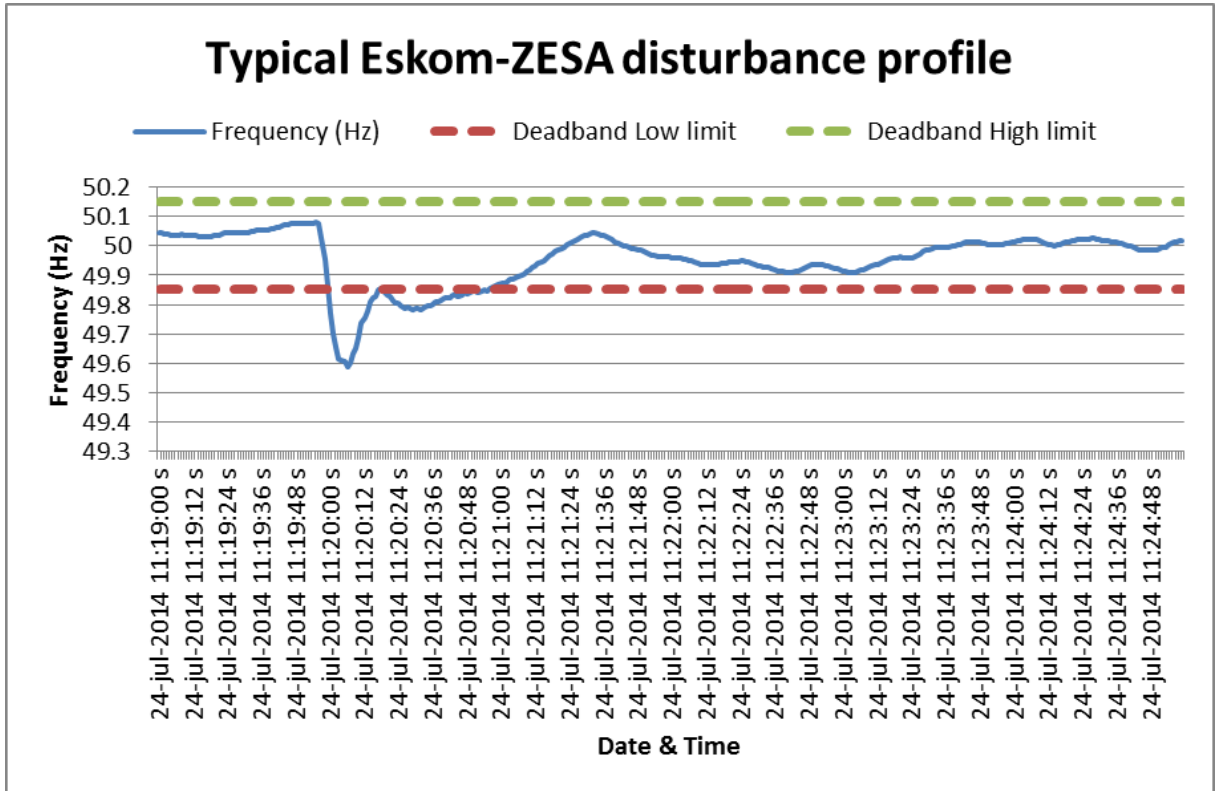 Typical Eskom-ZESA disturbance profile
Frequency (Hz)
Deadband Low limit
Deadband High limit
Frequency (Hz)
50.2
50.1
50
49.9
49.8
49.7
49.6
49.5
49.4
49.3
24-jul-2014 11:19:00 s
24-jul-2014 11:19:12 s
24-jul-2014 11:19:24 s
24-jul-2014 11:19:36 s
24-jul-2014 11:19:48 s
24-jul-2014 11:20:00 s
24-jul-2014 11:20:12 s
24-jul-2014 11:20:24 s
24-jul-2014 11:20:36 s
24-jul-2014 11:20:48 s
24-jul-2014 11:21:00 s
24-jul-2014 11:21:12 s
24-jul-2014 11:21:24 s
24-jul-2014 11:21:36 s
24-jul-2014 11:21:48 s
24-jul-2014 11:22:00 s
24-jul-2014 11:22:12 s
24-jul-2014 11:22:24 s
24-jul-2014 11:22:36 s
24-jul-2014 11:22:48 s
24-jul-2014 11:23:00 s
24-jul-2014 11:23:12 s
24-jul-2014 11:23:24 s
24-jul-2014 11:23:36 s
24-jul-2014 11:23:48 s
24-jul-2014 11:24:00 s
24-jul-2014 11:24:12 s
24-jul-2014 11:24:24 s
24-jul-2014 11:24:36 s
24-jul-2014 11:24:48 s
Date & Time